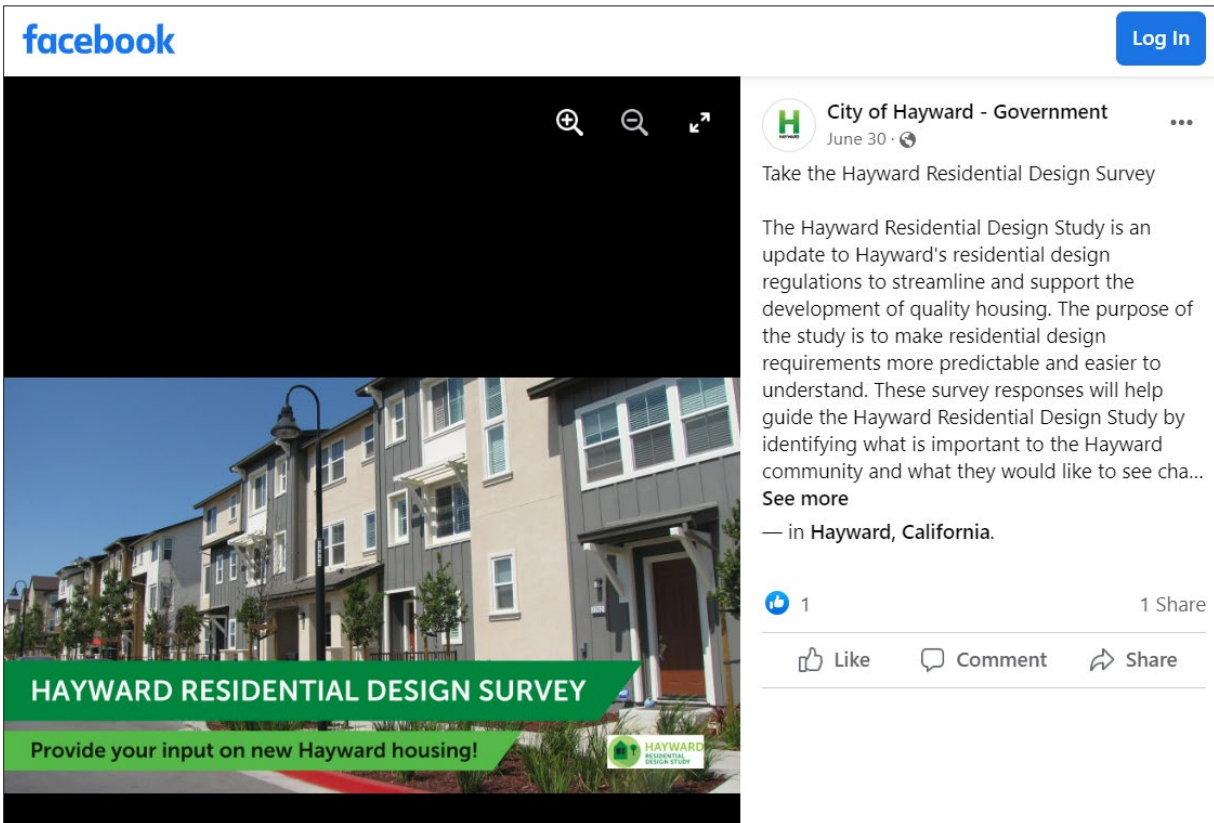 facebook
Log In
City of Hayward - Government
June 30 ·
Take the Hayward Residential Design Survey
The Hayward Residential Design Study is an
update to Hayward's residential design
regulations to streamline and support the
development of quality housing. The purpose of
the study is to make residential design
requirements more predictable and easier to
understand. These survey responses will help
guide the Hayward Residential Design Study by
identifying what is important to the Hayward
community and what they would like to see cha...
See more
— in Hayward, California.
1
1 Share
Like
Comment
Share
HAYWARD RESIDENTIAL DESIGN SURVEY
Provide your input on new Hayward housing!
HAYWARD
RESIDENTIAL
DESIGN STUDY
H
HAYWARD